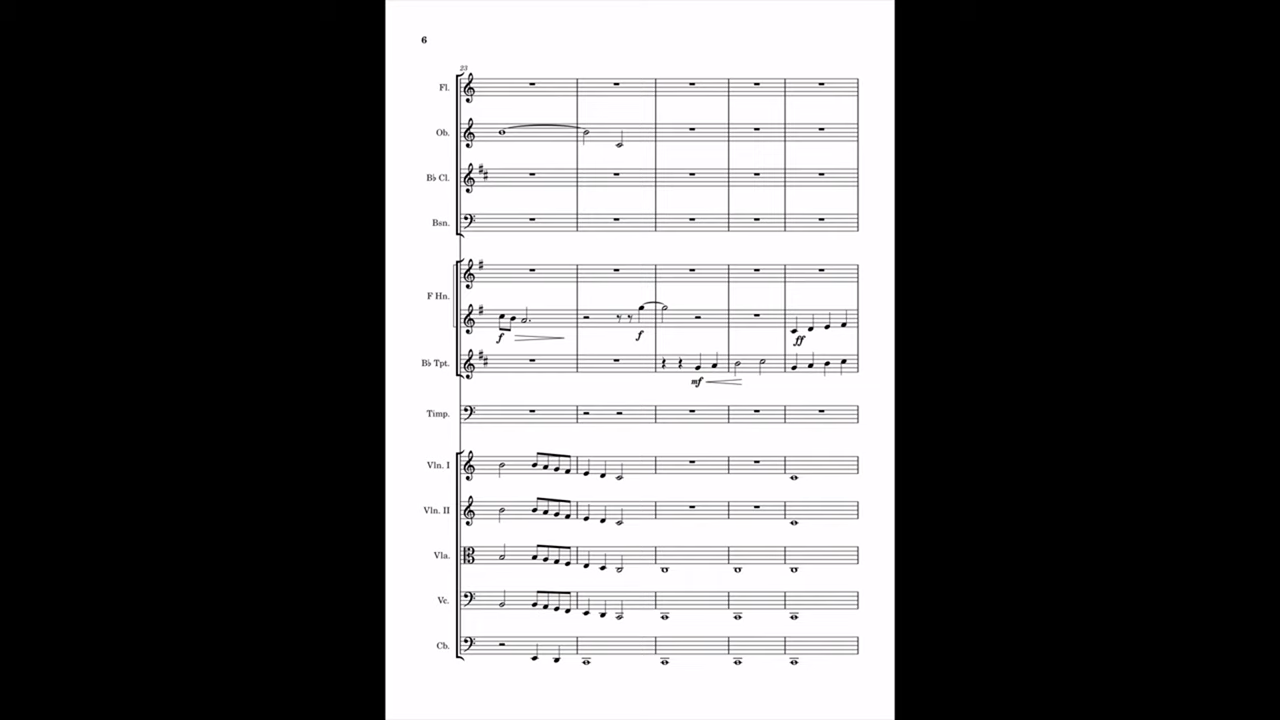 6
23
Fl.
Ob.
B♭ Cl.
Bsn.
F Hn.
f
f
ff
B♭ Tpt.
mf
Timp.
Vln. I
Vln. II
Vla.
Vc.
Cb.